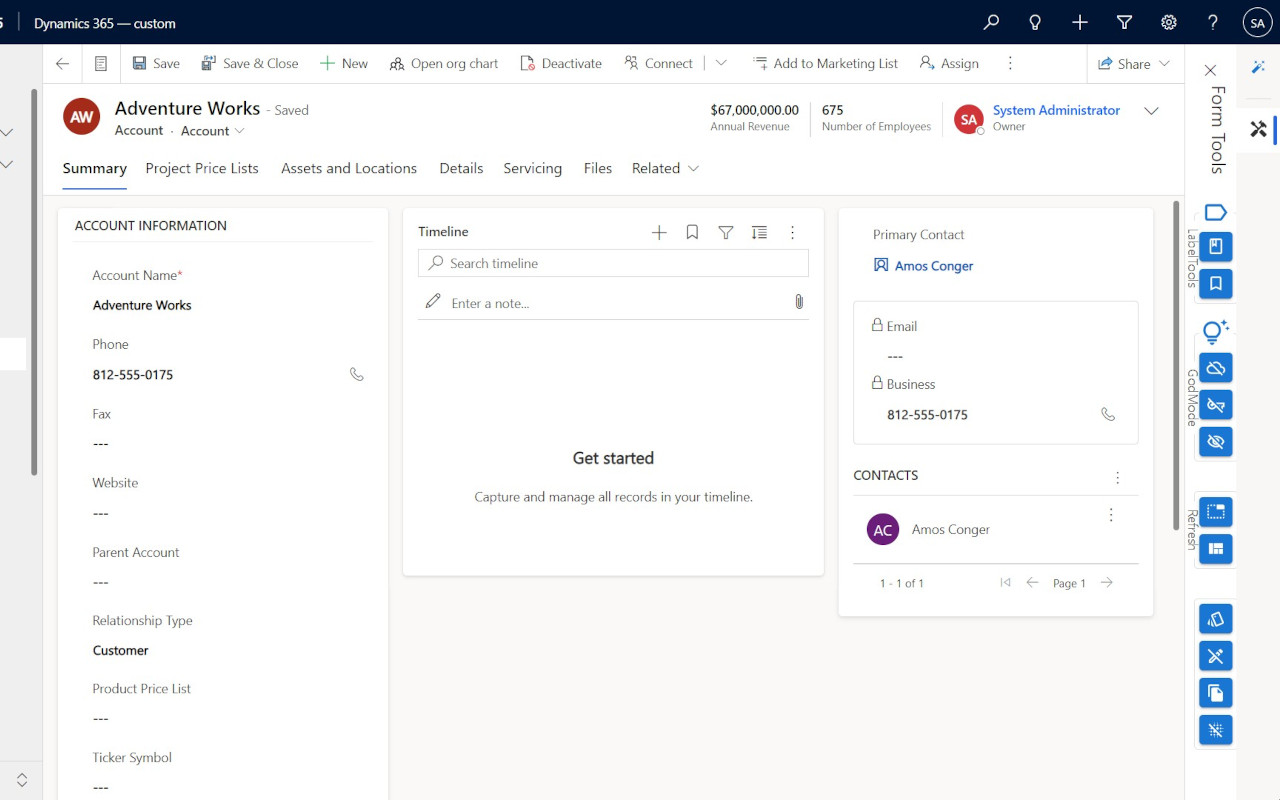 5 Dynamics 365 — custom SA
Save Save & Close New Open org chart Deactivate Connect Add to Marketing List Assign Share
AW Adventure Works - Saved
Account · Account
$67,000,000.00
Annual Revenue
675
Number of Employees
SA System Administrator
Owner
Summary Project Price Lists Assets and Locations Details Servicing Files Related
ACCOUNT INFORMATION
Account Name*
Adventure Works
Phone
812-555-0175
Fax
---
Website
---
Parent Account
---
Relationship Type
Customer
Product Price List
---
Ticker Symbol
---
Timeline
Search timeline
Enter a note...
Get started
Capture and manage all records in your timeline.
Primary Contact
Amos Conger
Email
---
Business
812-555-0175
CONTACTS
AC Amos Conger
1 - 1 of 1 Page 1
Form Tools
LabelTools
GodMode
Refresh